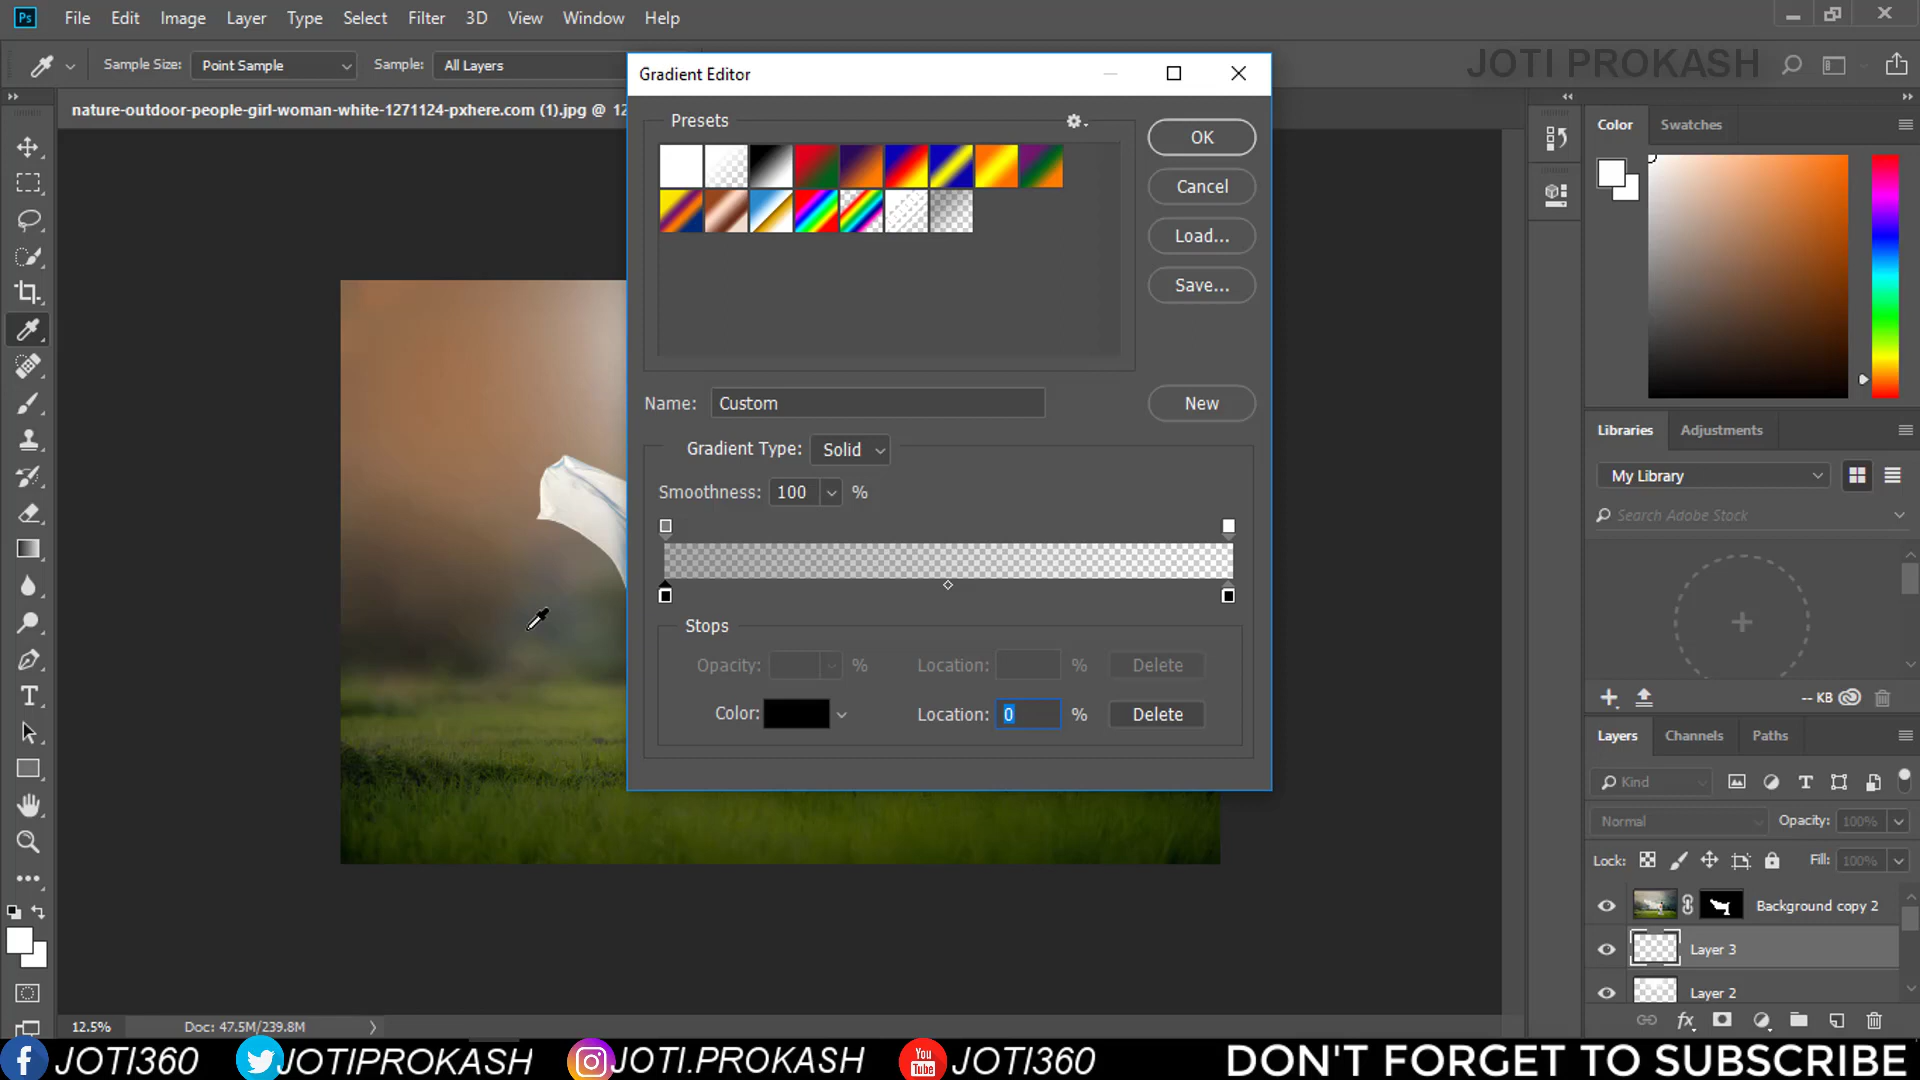 Ps File Edit Image Layer Type Select Filter 3D View Window Help
Sample Size: Point Sample Sample: All Layers
JOTI PROKASH
nature-outdoor-people-girl-woman-white-1271124-pxhere.com (1).jpg @ 12
Gradient Editor
Presets
OK
Cancel
Load...
Save...
Name: Custom
New
Gradient Type: Solid
Smoothness: 100 %
Stops
Opacity: % Location: % Delete
Color: Location: 0 % Delete
Color Swatches
Libraries Adjustments
My Library
Search Adobe Stock
-- KB
Layers Channels Paths
Kind
Normal Opacity: 100%
Lock: Fill: 100%
Background copy 2
Layer 3
Layer 2
fx
12.5% Doc: 47.5M/239.8M
JOTI360 JOTIPROKASH JOTI.PROKASH You Tube JOTI360 DON'T FORGET TO SUBSCRIBE